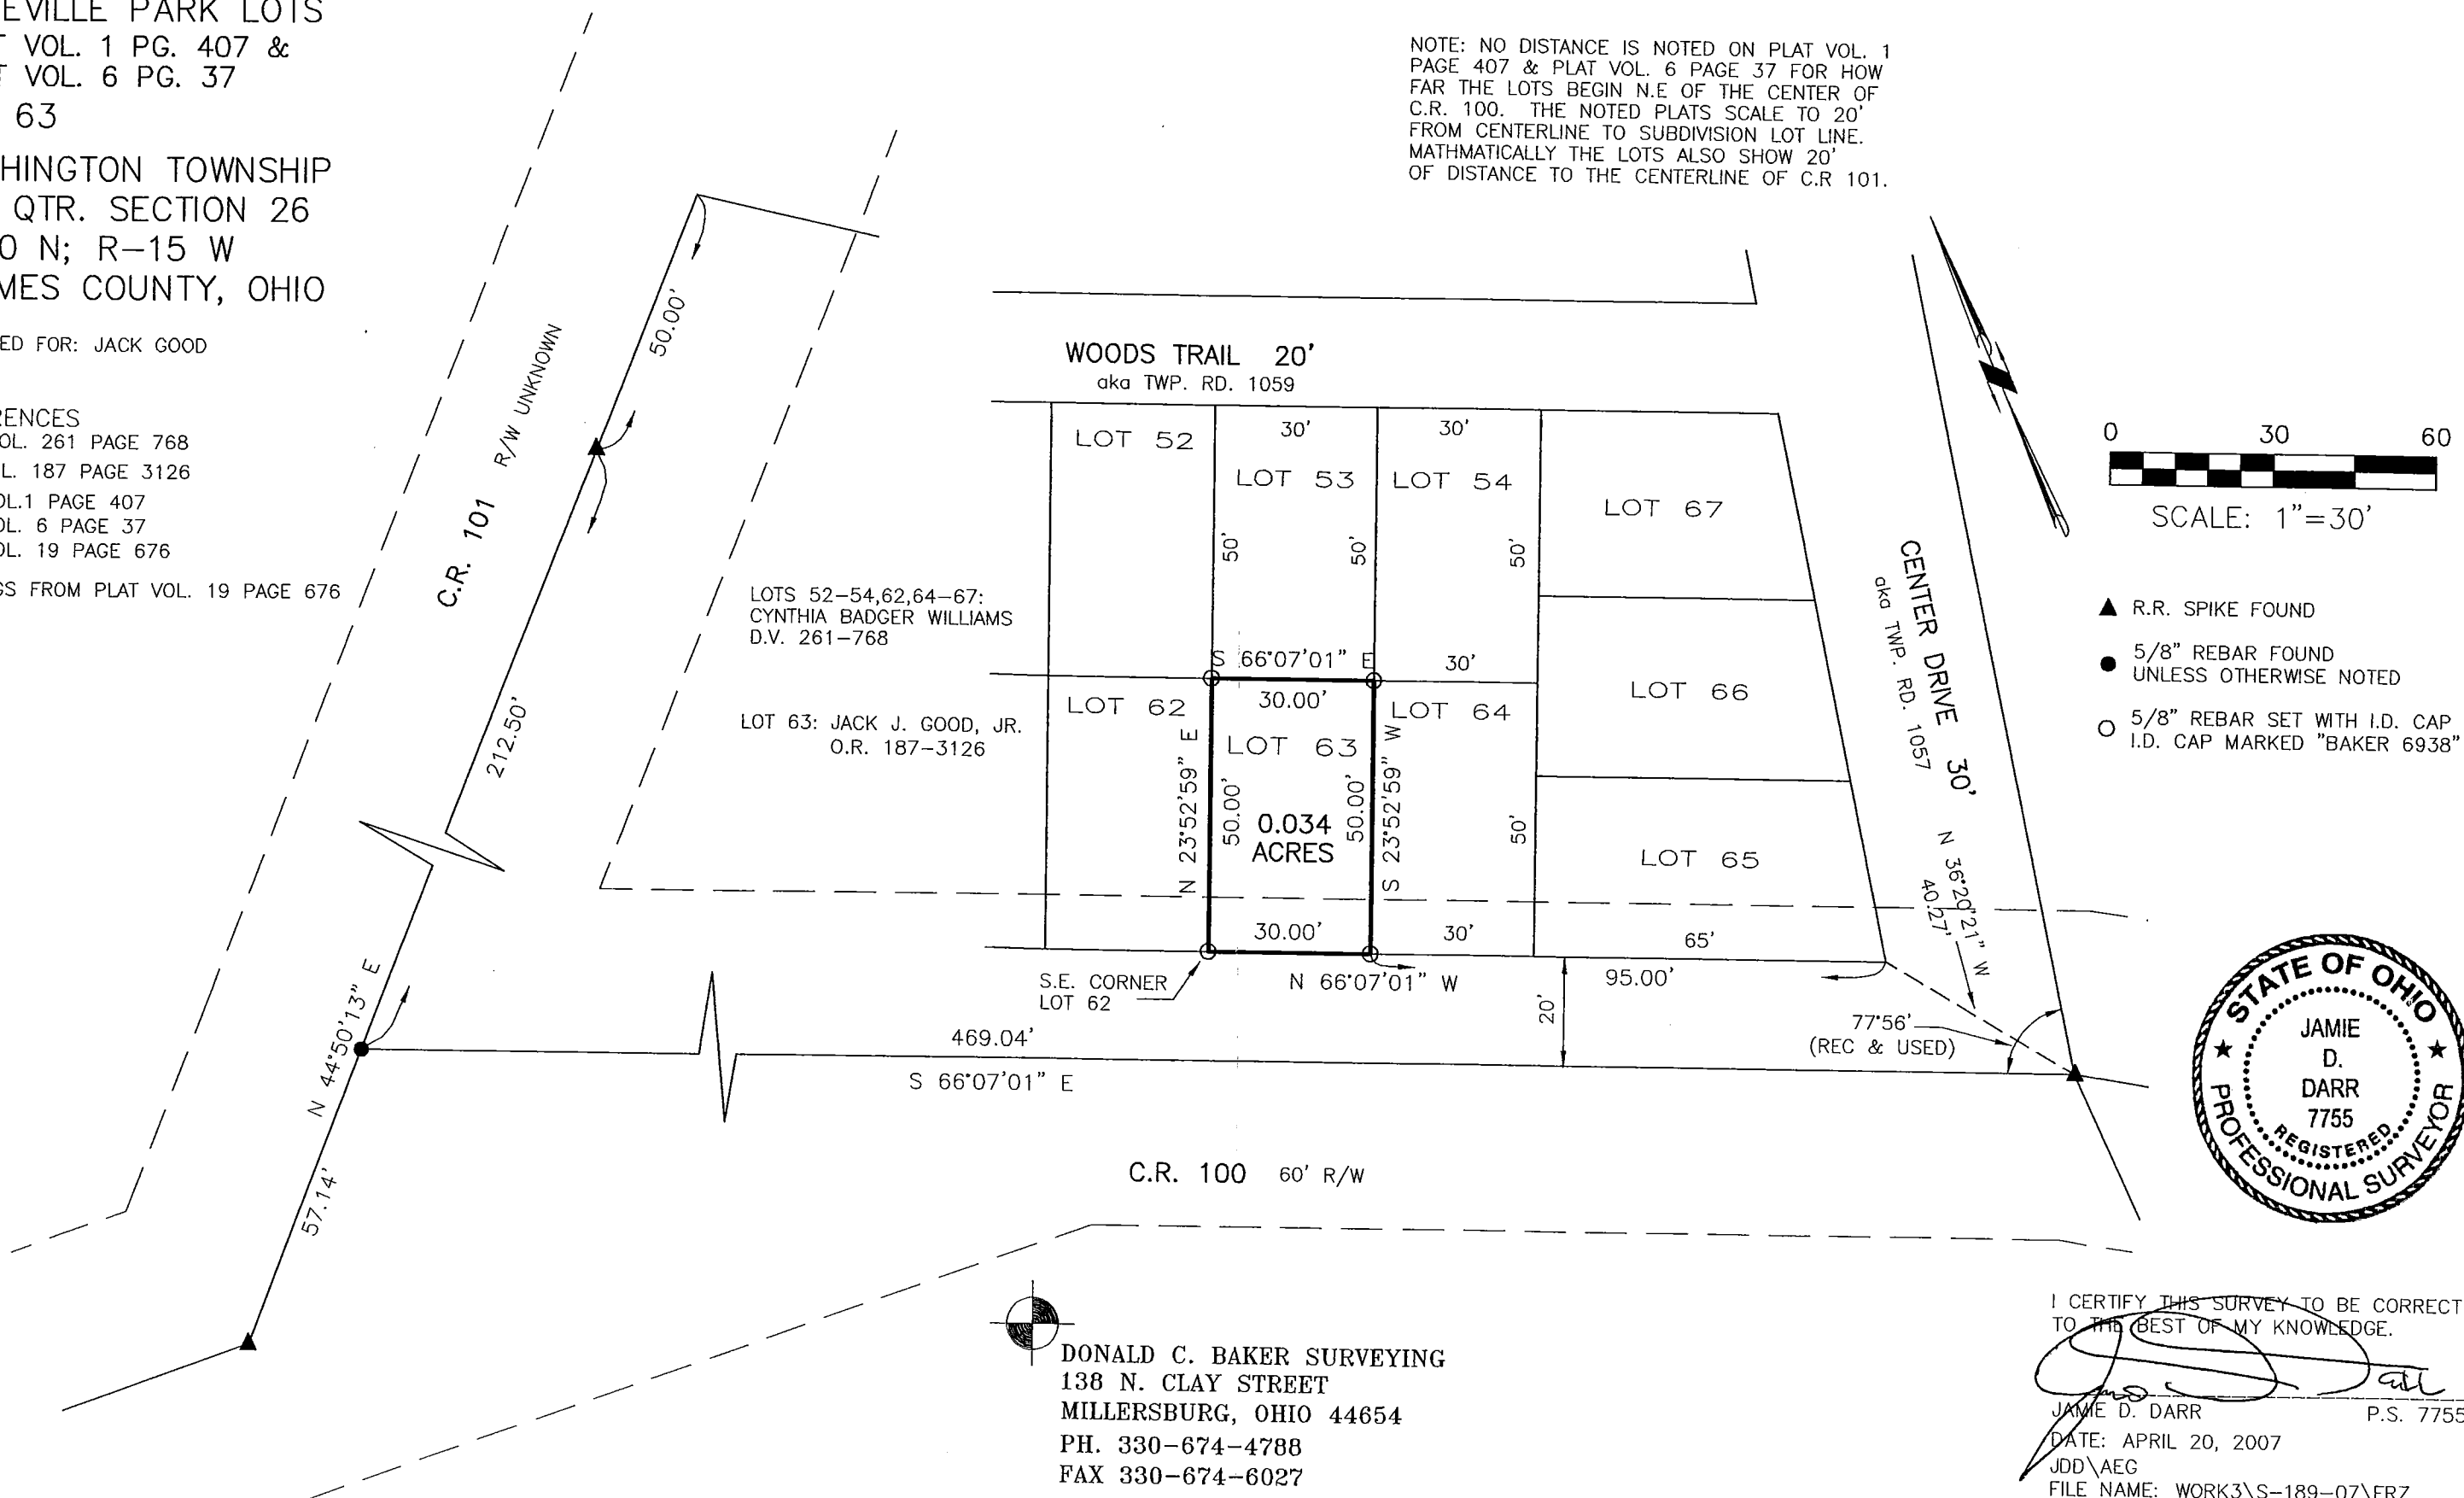 EVILLE PARK LOTS
T VOL. 1 PG. 407 &
T VOL. 6 PG. 37
63
HINGTON TOWNSHIP
QTR. SECTION 26
0 N; R-15 W
MES COUNTY, OHIO
ED FOR: JACK GOOD
RENCES
OL. 261 PAGE 768
L. 187 PAGE 3126
OL.1 PAGE 407
OL. 6 PAGE 37
OL. 19 PAGE 676
GS FROM PLAT VOL. 19 PAGE 676
NOTE: NO DISTANCE IS NOTED ON PLAT VOL. 1
PAGE 407 & PLAT VOL. 6 PAGE 37 FOR HOW
FAR THE LOTS BEGIN N.E OF THE CENTER OF
C.R. 100. THE NOTED PLATS SCALE TO 20'
FROM CENTERLINE TO SUBDIVISION LOT LINE.
MATHMATICALLY THE LOTS ALSO SHOW 20'
OF DISTANCE TO THE CENTERLINE OF C.R 101.
50.00'
C.R. 101 R/W UNKNOWN
212.50'
N 44°50'13" E
57.14'
WOODS TRAIL 20'
aka TWP. RD. 1059
LOT 52
30'
LOT 53
30'
LOT 54
50'
50'
50'
LOT 67
LOT 66
LOT 65
LOTS 52-54,62,64-67:
CYNTHIA BADGER WILLIAMS
D.V. 261-768
LOT 63: JACK J. GOOD, JR.
O.R. 187-3126
S 66°07'01" E
30'
30.00'
LOT 62
LOT 63
LOT 64
N 23°52'59" E
50.00'
0.034
ACRES
50.00'
S 23°52'59" W
50'
30.00'
30'
65'
S.E. CORNER
LOT 62
N 66°07'01" W
95.00'
20'
469.04'
S 66°07'01" E
77°56'
(REC & USED)
CENTER DRIVE 30'
aka TWP. RD. 1057
N 36°20'21" W
40.27'
C.R. 100 60' R/W
0 30 60
SCALE: 1"=30'
R.R. SPIKE FOUND
5/8" REBAR FOUND
UNLESS OTHERWISE NOTED
5/8" REBAR SET WITH I.D. CAP
I.D. CAP MARKED "BAKER 6938"
STATE OF OHIO
JAMIE
D.
DARR
7755
REGISTERED
PROFESSIONAL SURVEYOR
DONALD C. BAKER SURVEYING
138 N. CLAY STREET
MILLERSBURG, OHIO 44654
PH. 330-674-4788
FAX 330-674-6027
I CERTIFY THIS SURVEY TO BE CORRECT
TO THE BEST OF MY KNOWLEDGE.
JAMIE D. DARR P.S. 7755
DATE: APRIL 20, 2007
JDD\AEG
FILE NAME: WORK3\S-189-07\FRZ